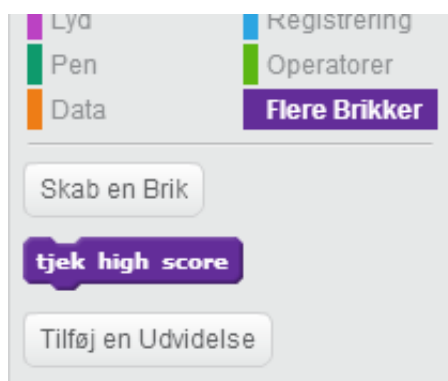 Lyd Registrering
Pen Operatorer
Data Flere Brikker
Skab en Brik
tjek high score
Tilføj en Udvidelse